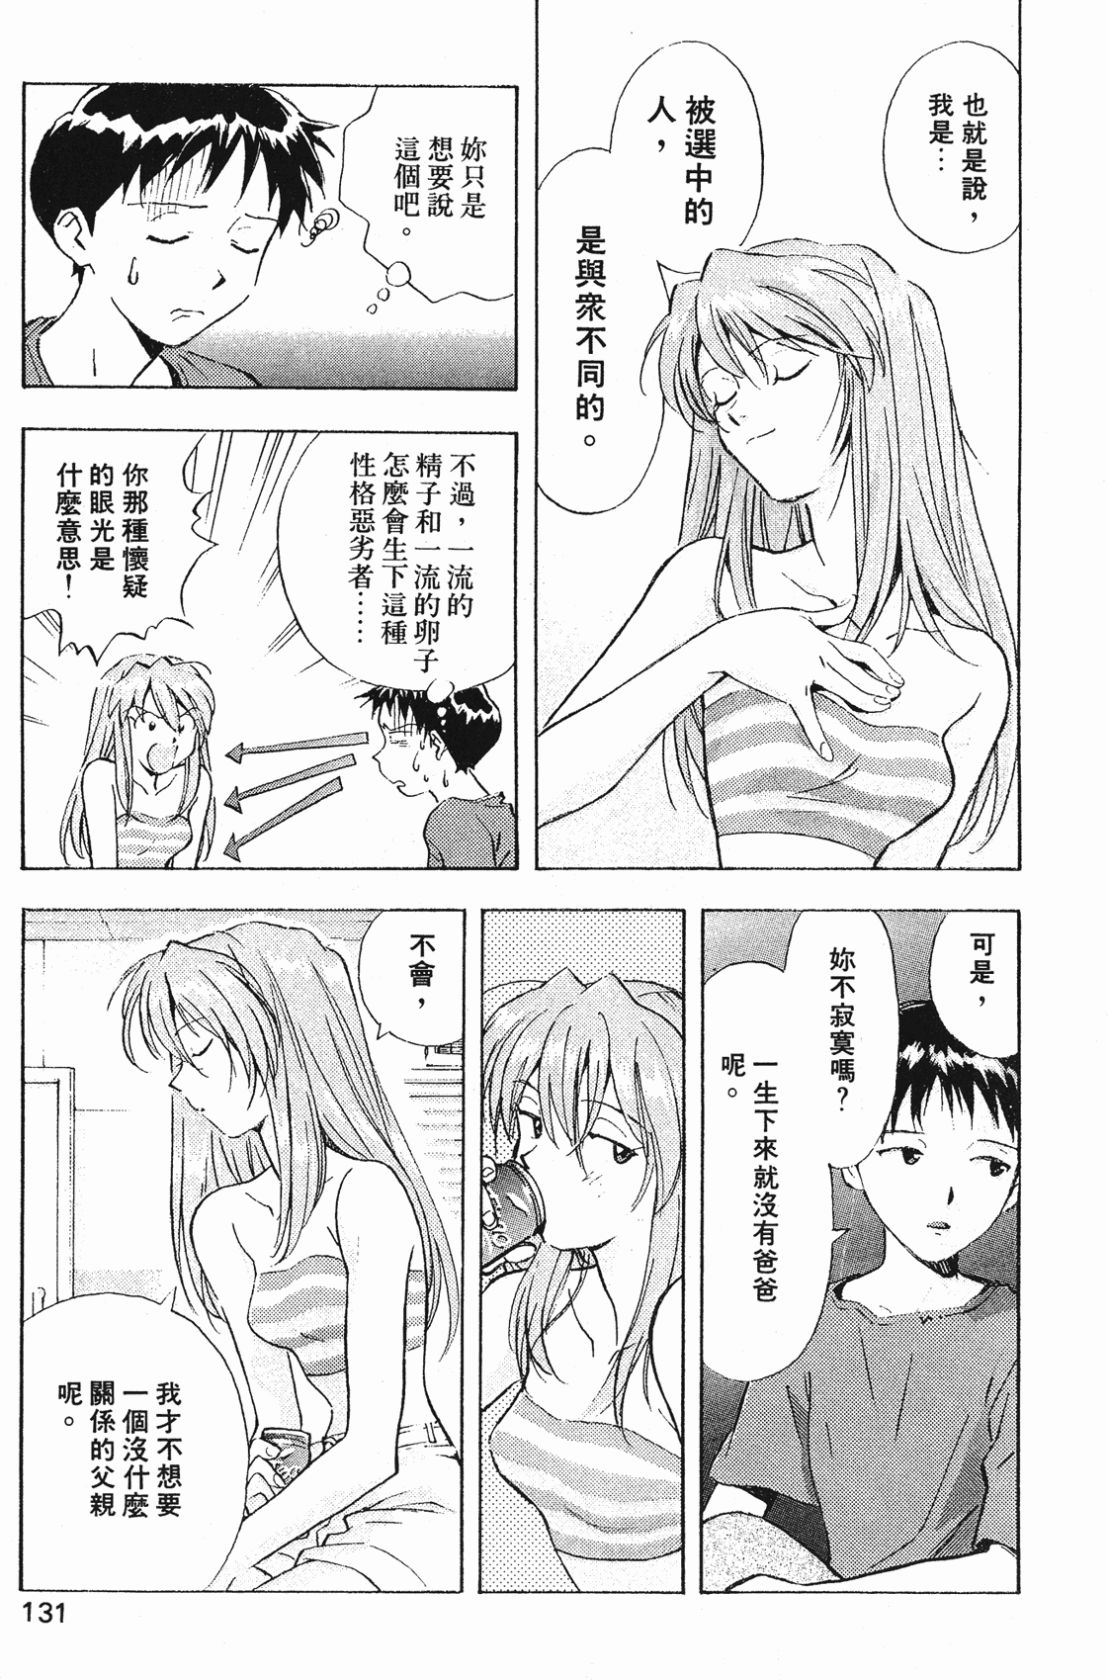 也就是說，
我是…
被選中的
人，
是與眾不同的。
妳只是
想要說
這個吧。
不過，一流的
精子和一流的卵子
怎麼會生下這種
性格惡劣者……
你那種懷疑
的眼光是
什麼意思！
可是，
妳不寂寞嗎？
一生下來就沒有爸爸
呢。
不會，
我才不想要
一個沒什麼
關係的父親
呢。
131